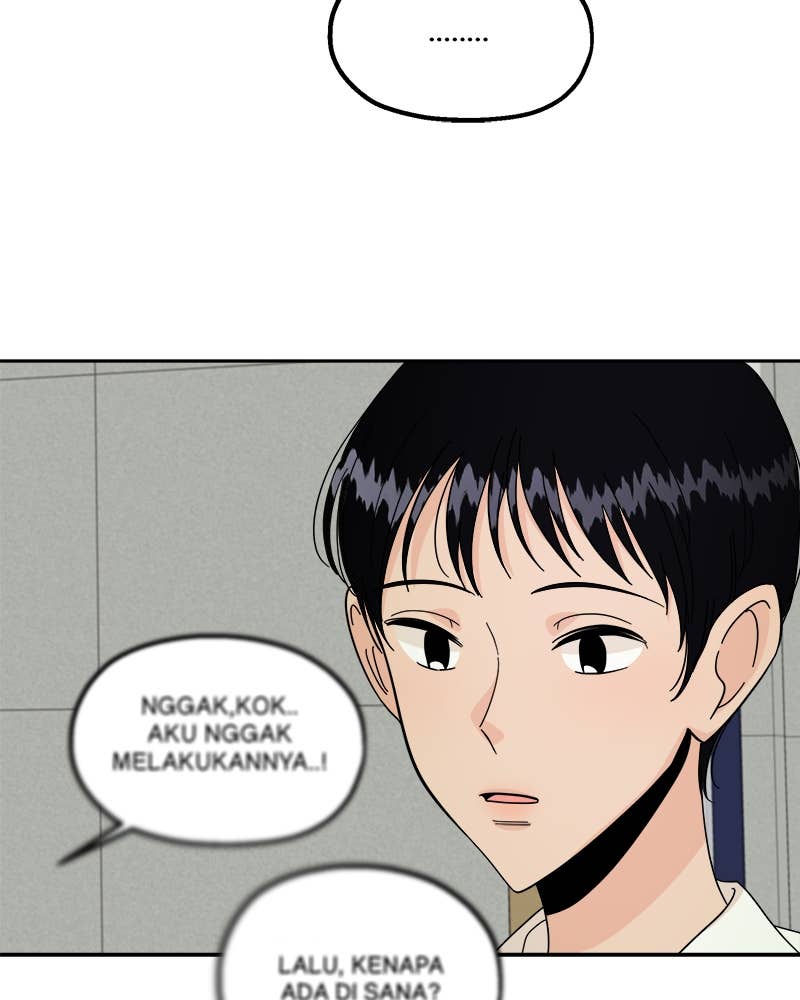 ........
NGGAK,KOK..
AKU NGGAK
MELAKUKANNYA..!
LALU, KENAPA
ADA DI SANA?